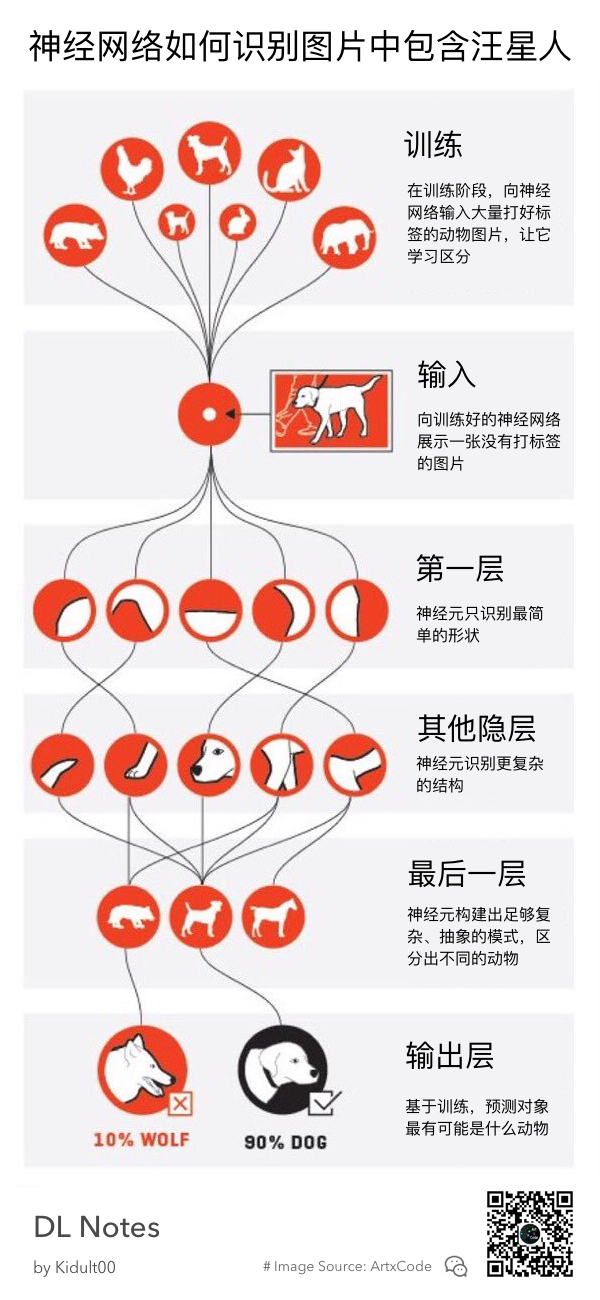 神经网络如何识别图片中包含汪星人
训练
在训练阶段，向神经
网络输入大量打好标
签的动物图片，让它
学习区分
输入
向训练好的神经网络
展示一张没有打标签
的图片
第一层
神经元只识别最简
单的形状
其他隐层
神经元识别更复杂
的结构
最后一层
神经元构建出足够复
杂、抽象的模式，区
分出不同的动物
输出层
基于训练，预测对象
最有可能是什么动物
10% WOLF
90% DOG
DL Notes
by Kidult00
# Image Source: ArtxCode